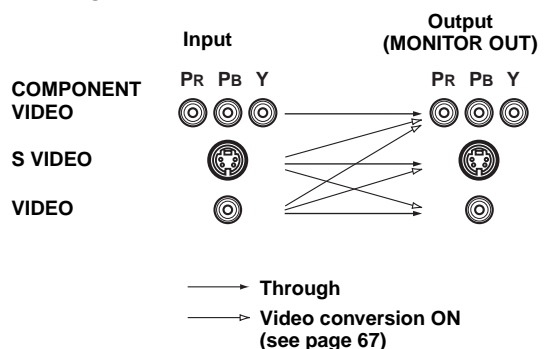 Input
Output
(MONITOR OUT)
PR PB Y
PR PB Y
COMPONENT
VIDEO
S VIDEO
VIDEO
Through
Video conversion ON
(see page 67)